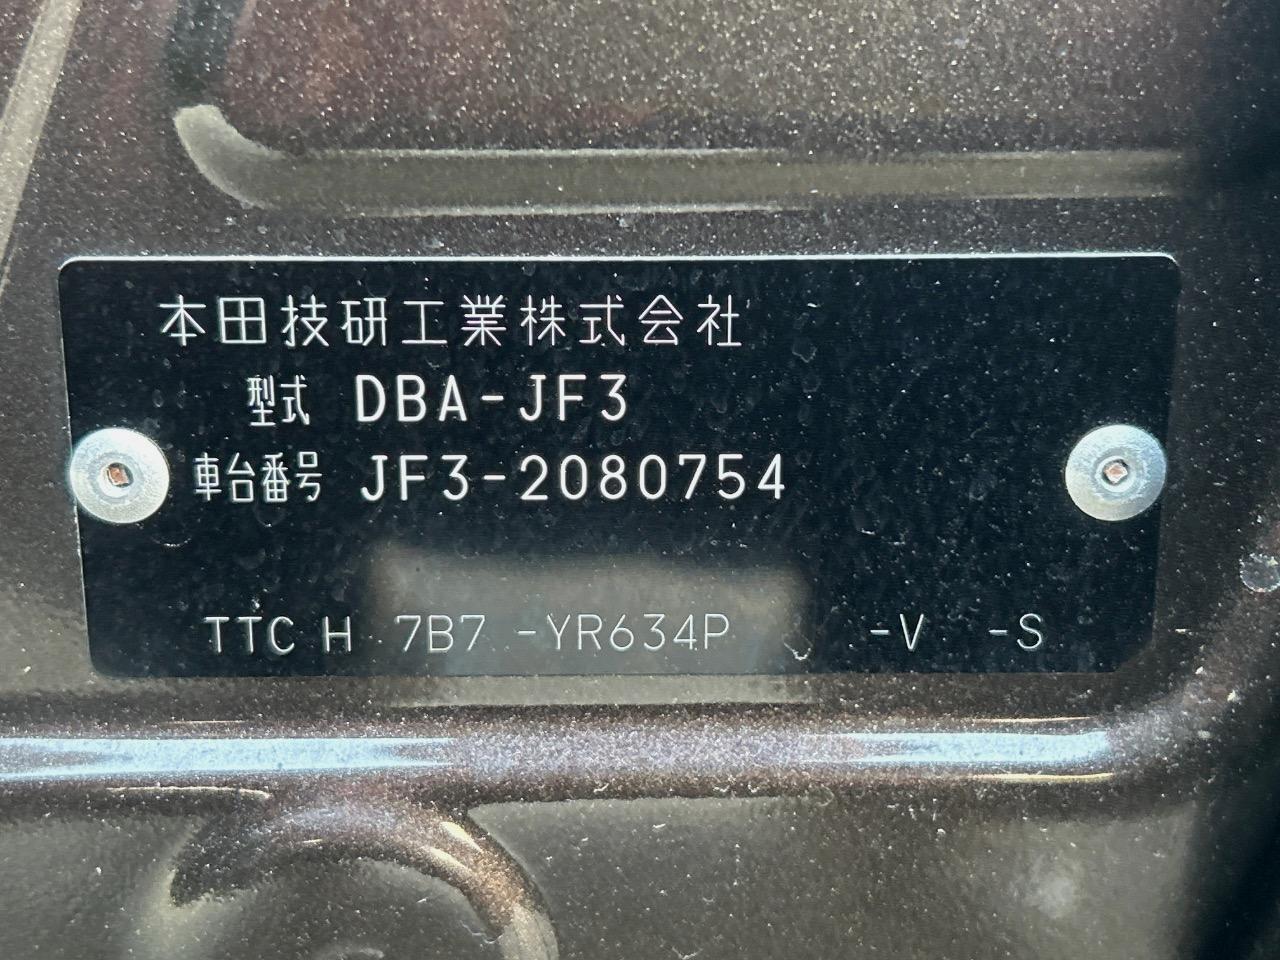 本田技研工業株式会社
型式 DBA-JF3
車台番号 JF3-2080754
TTC H 7B7 -YR634P -V -S